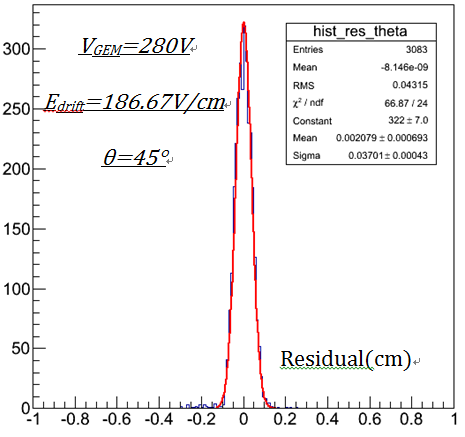 hist_res_theta
Entries 3083
Mean -8.146e-09
RMS 0.04315
χ² / ndf 66.87 / 24
Constant 322 ± 7.0
Mean 0.002079 ± 0.000693
Sigma 0.03701 ± 0.00043
V_GEM=280V
E_drift=186.67V/cm
θ=45°
Residual(cm)
300
250
200
150
100
50
0
-1 -0.8 -0.6 -0.4 -0.2 0 0.2 0.4 0.6 0.8 1